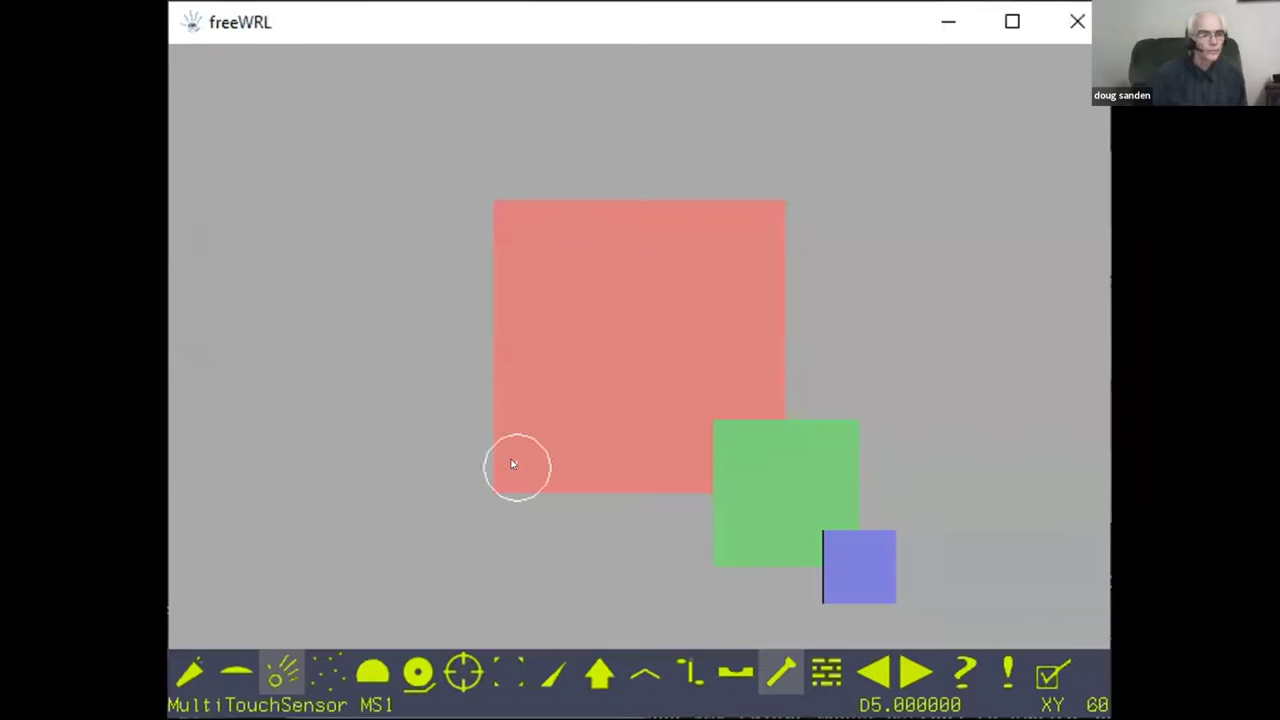 freeWRL
doug sanden
MultiTouchSensor MS1
D5.000000
XY 60